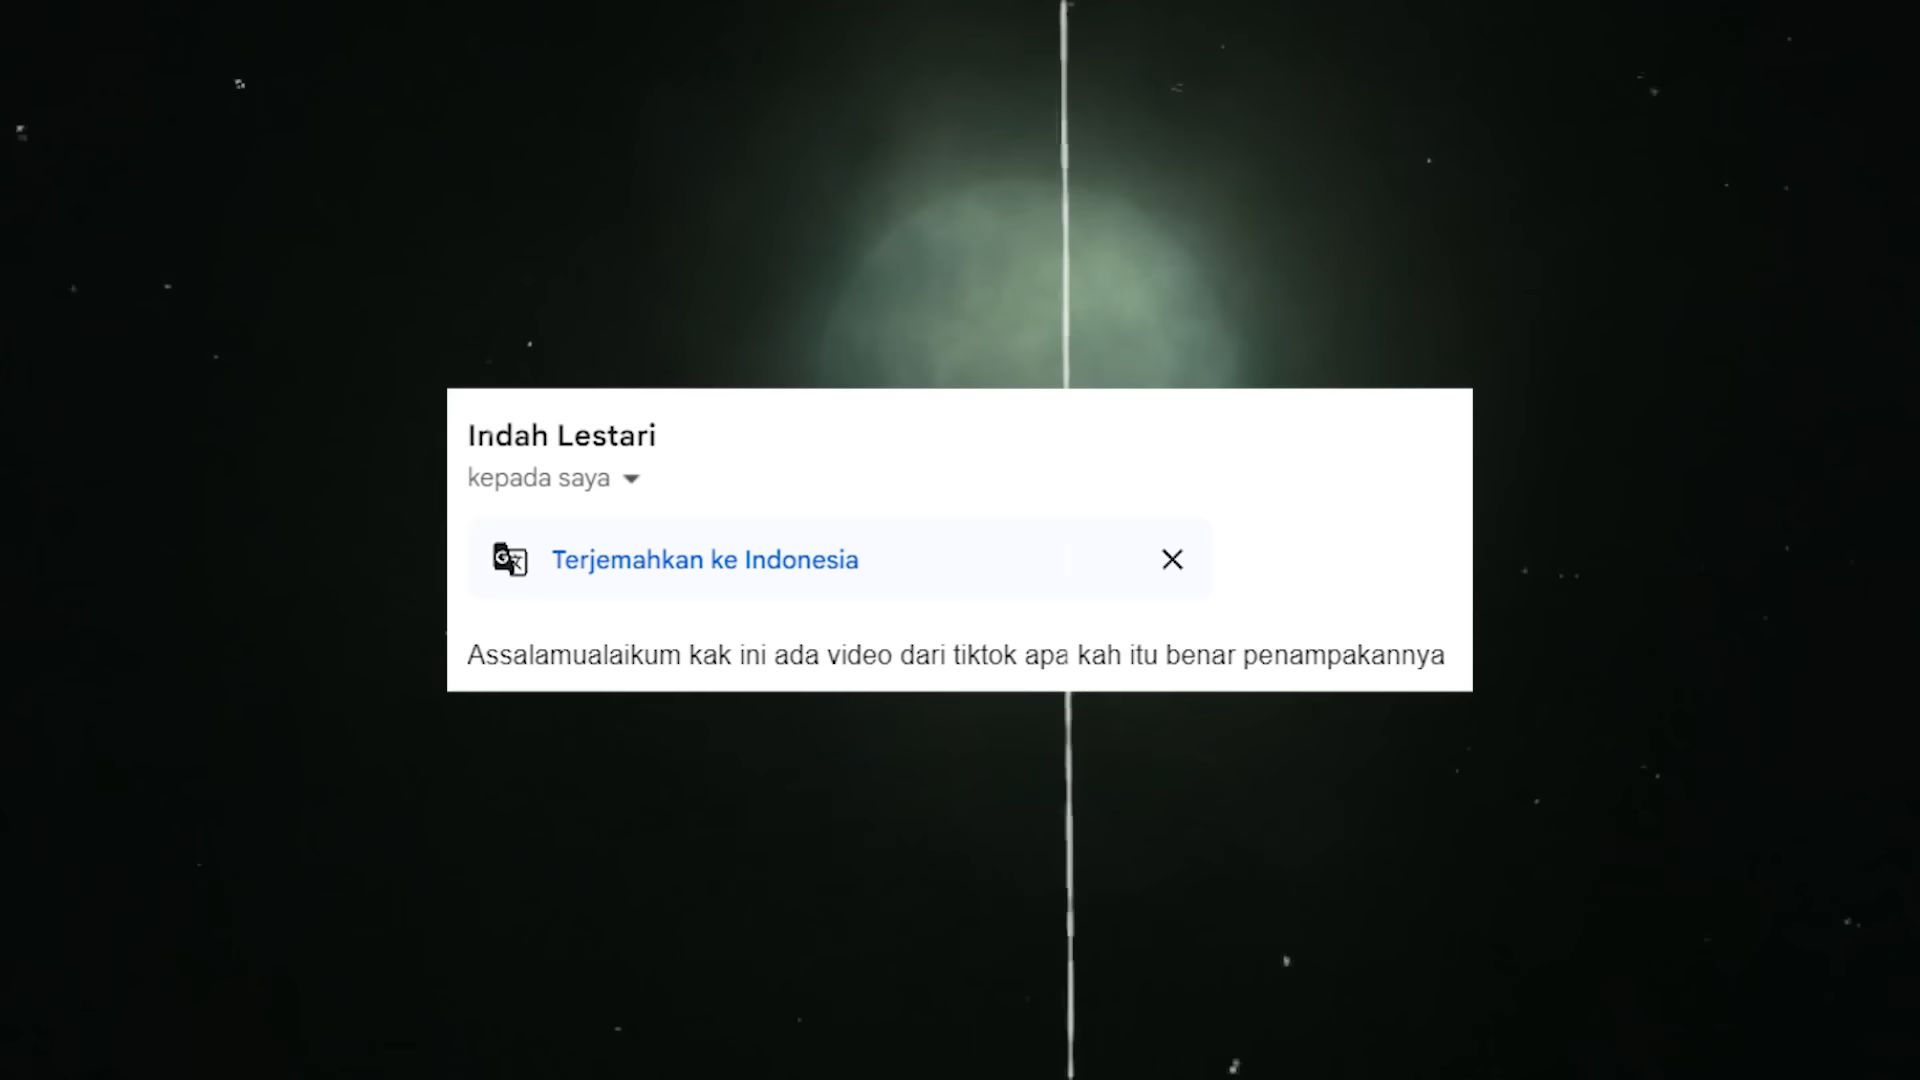 Indah Lestari
kepada saya
Terjemahkan ke Indonesia
Assalamualaikum kak ini ada video dari tiktok apa kah itu benar penampakannya